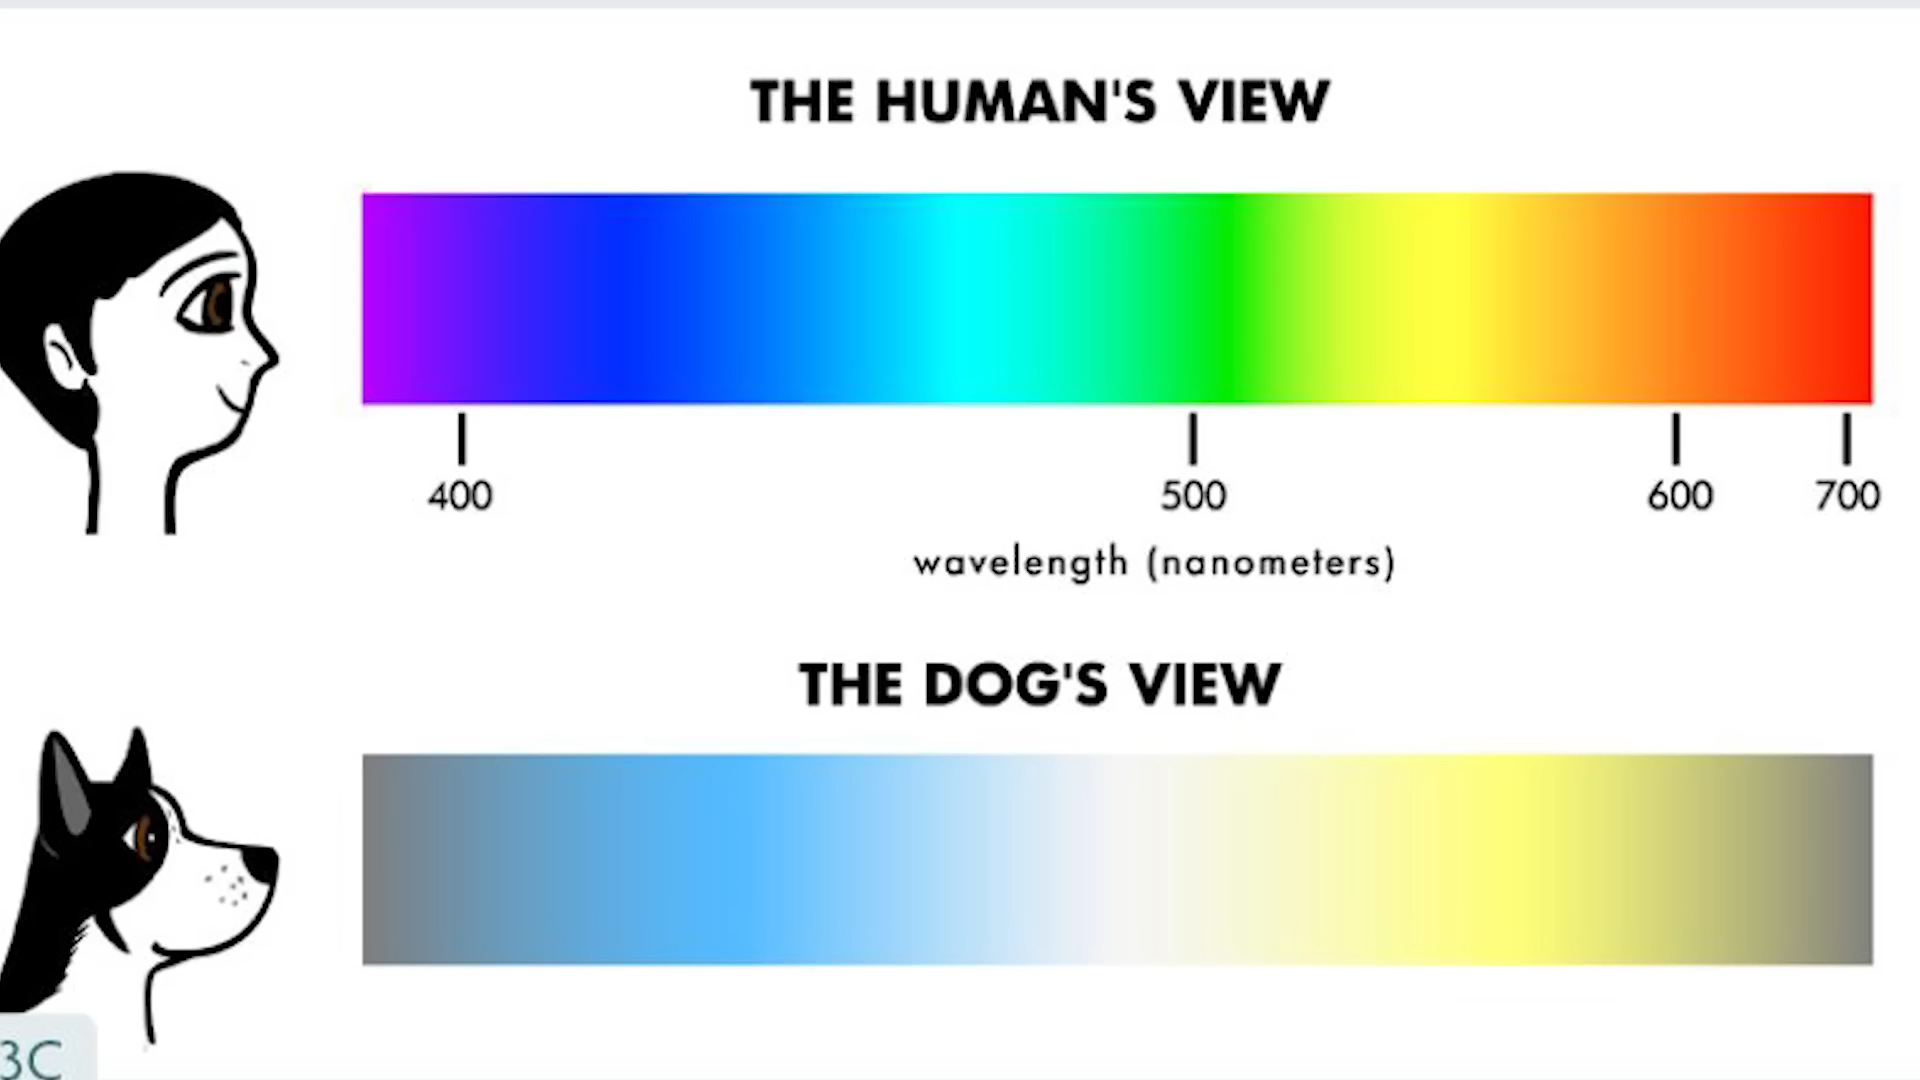 THE HUMAN'S VIEW
400 500 600 700
wavelength (nanometers)
THE DOG'S VIEW
3C